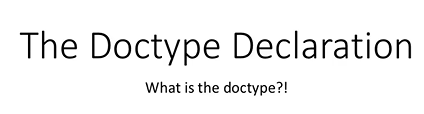 The Doctype Declaration
What is the doctype?!